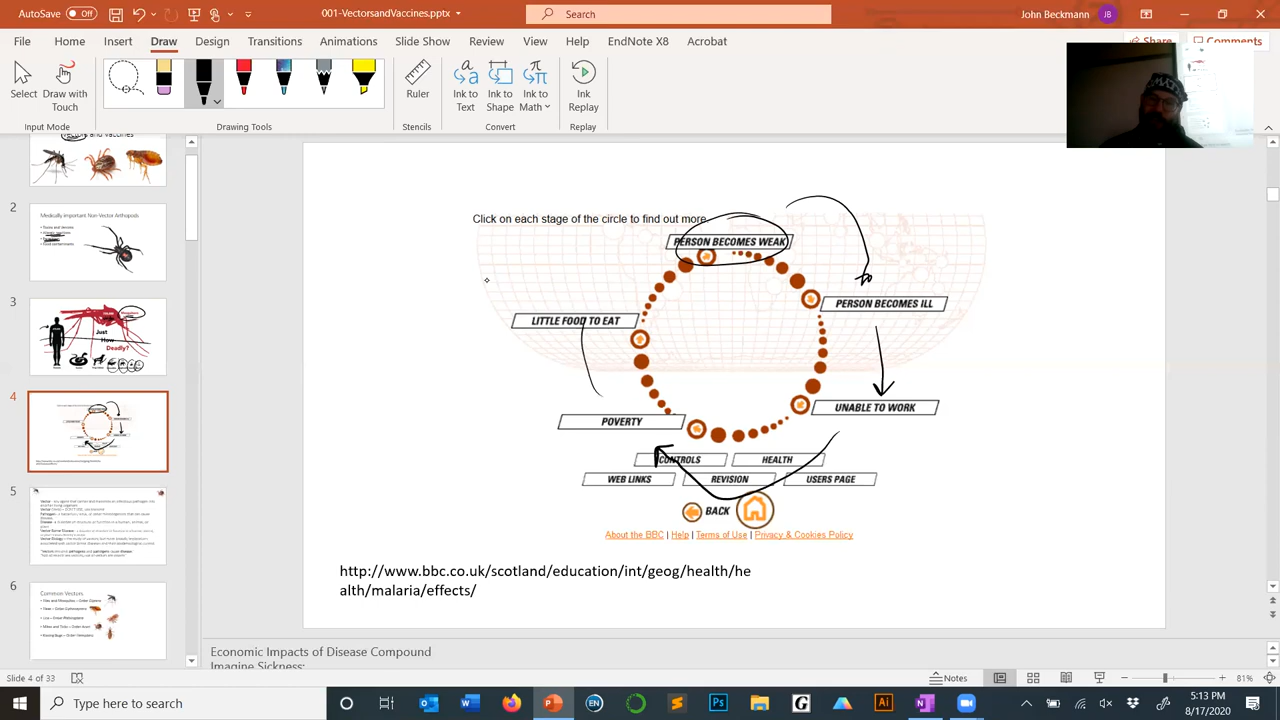 AutoSave Off 001-VectorsandVaccines.pptx Search John Beckmann JB
File Home Insert Draw Design Transitions Animations Slide Show Review View Help EndNote X8 Acrobat Share Comments
Select Draw with Touch Ruler Ink to Text Ink to Shape Ink to Math Ink Replay
Input Mode Drawing Tools Stencils Convert Replay
2
Medically Important Non-Vector Arthropods
3
Just
How
Deadly
4
5
6
Common Vectors
Click on each stage of the circle to find out more
PERSON BECOMES WEAK
PERSON BECOMES ILL
LITTLE FOOD TO EAT
UNABLE TO WORK
POVERTY
CONTROLS HEALTH
WEB LINKS REVISION USERS PAGE
BACK
About the BBC | Help | Terms of Use | Privacy & Cookies Policy
http://www.bbc.co.uk/scotland/education/int/geog/health/he
alth/malaria/effects/
Economic Impacts of Disease Compound
Imagine Sickness:
Slide 4 of 33 Notes 81%
Type here to search
5:13 PM
8/17/2020